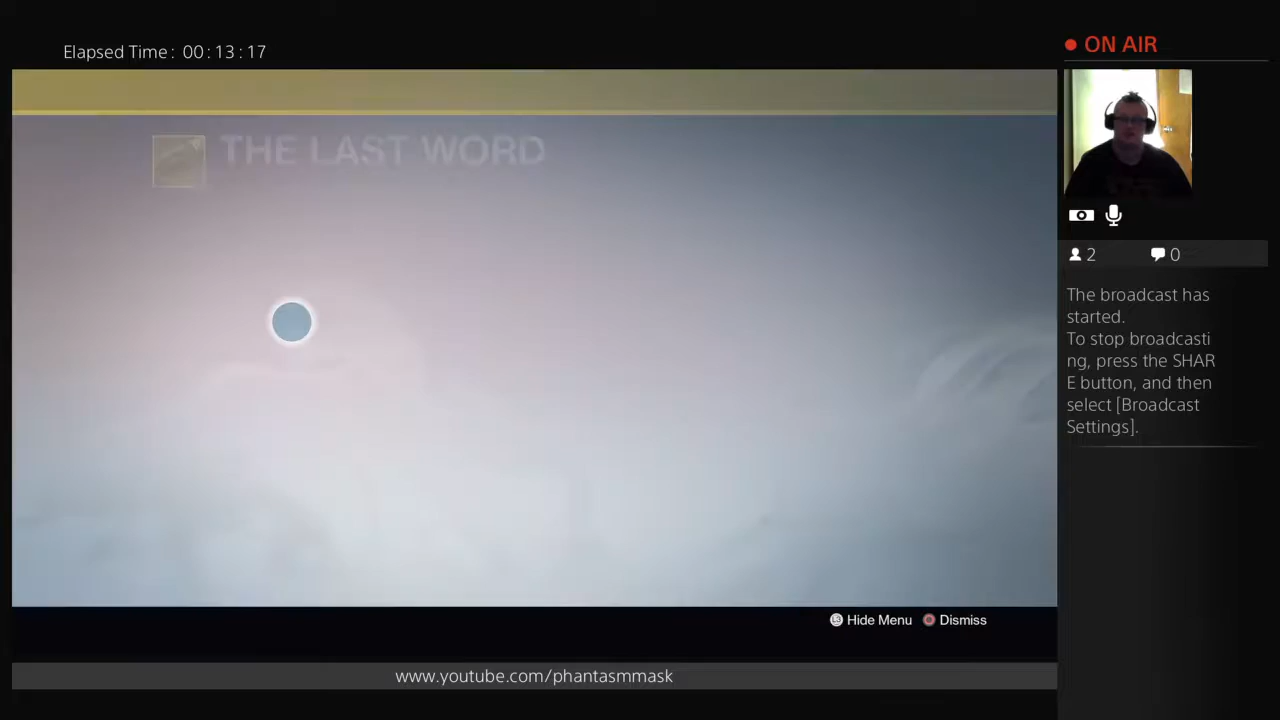 Elapsed Time: 00:13:17
ON AIR
THE LAST WORD
2 0
The broadcast has
started.
To stop broadcasti
ng, press the SHAR
E button, and then
select [Broadcast
Settings].
L3 Hide Menu Dismiss
www.youtube.com/phantasmmask